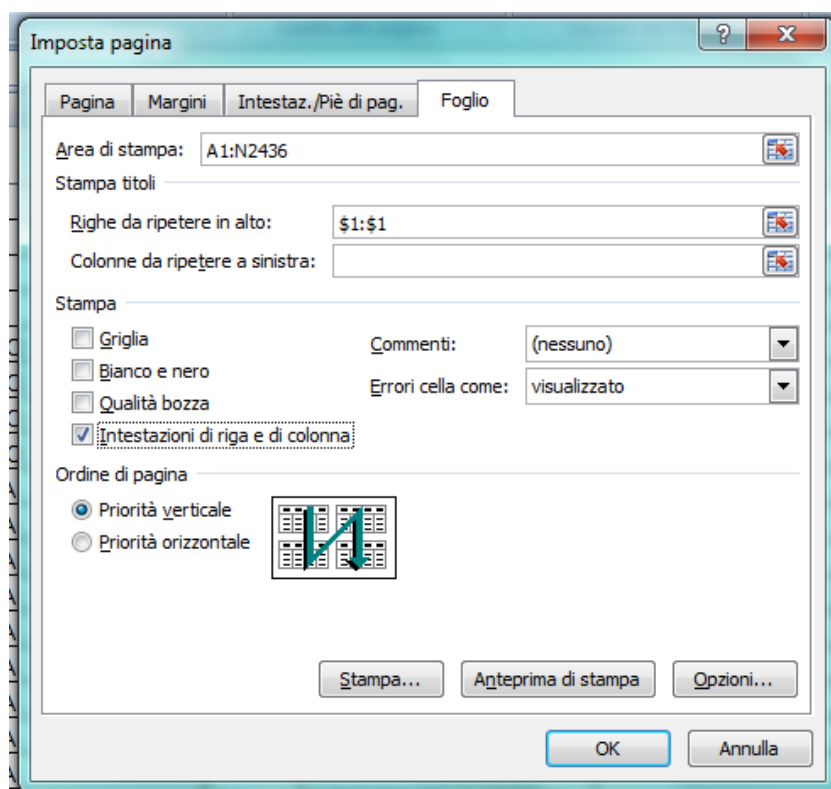 Imposta pagina
Pagina Margini Intestaz./Piè di pag. Foglio
Area di stampa: A1:N2436
Stampa titoli
Righe da ripetere in alto: $1:$1
Colonne da ripetere a sinistra:
Stampa
Griglia Commenti: (nessuno)
Bianco e nero
Errori cella come: visualizzato
Qualità bozza
Intestazioni di riga e di colonna
Ordine di pagina
Priorità verticale
Priorità orizzontale
Stampa... Anteprima di stampa Opzioni...
OK Annulla